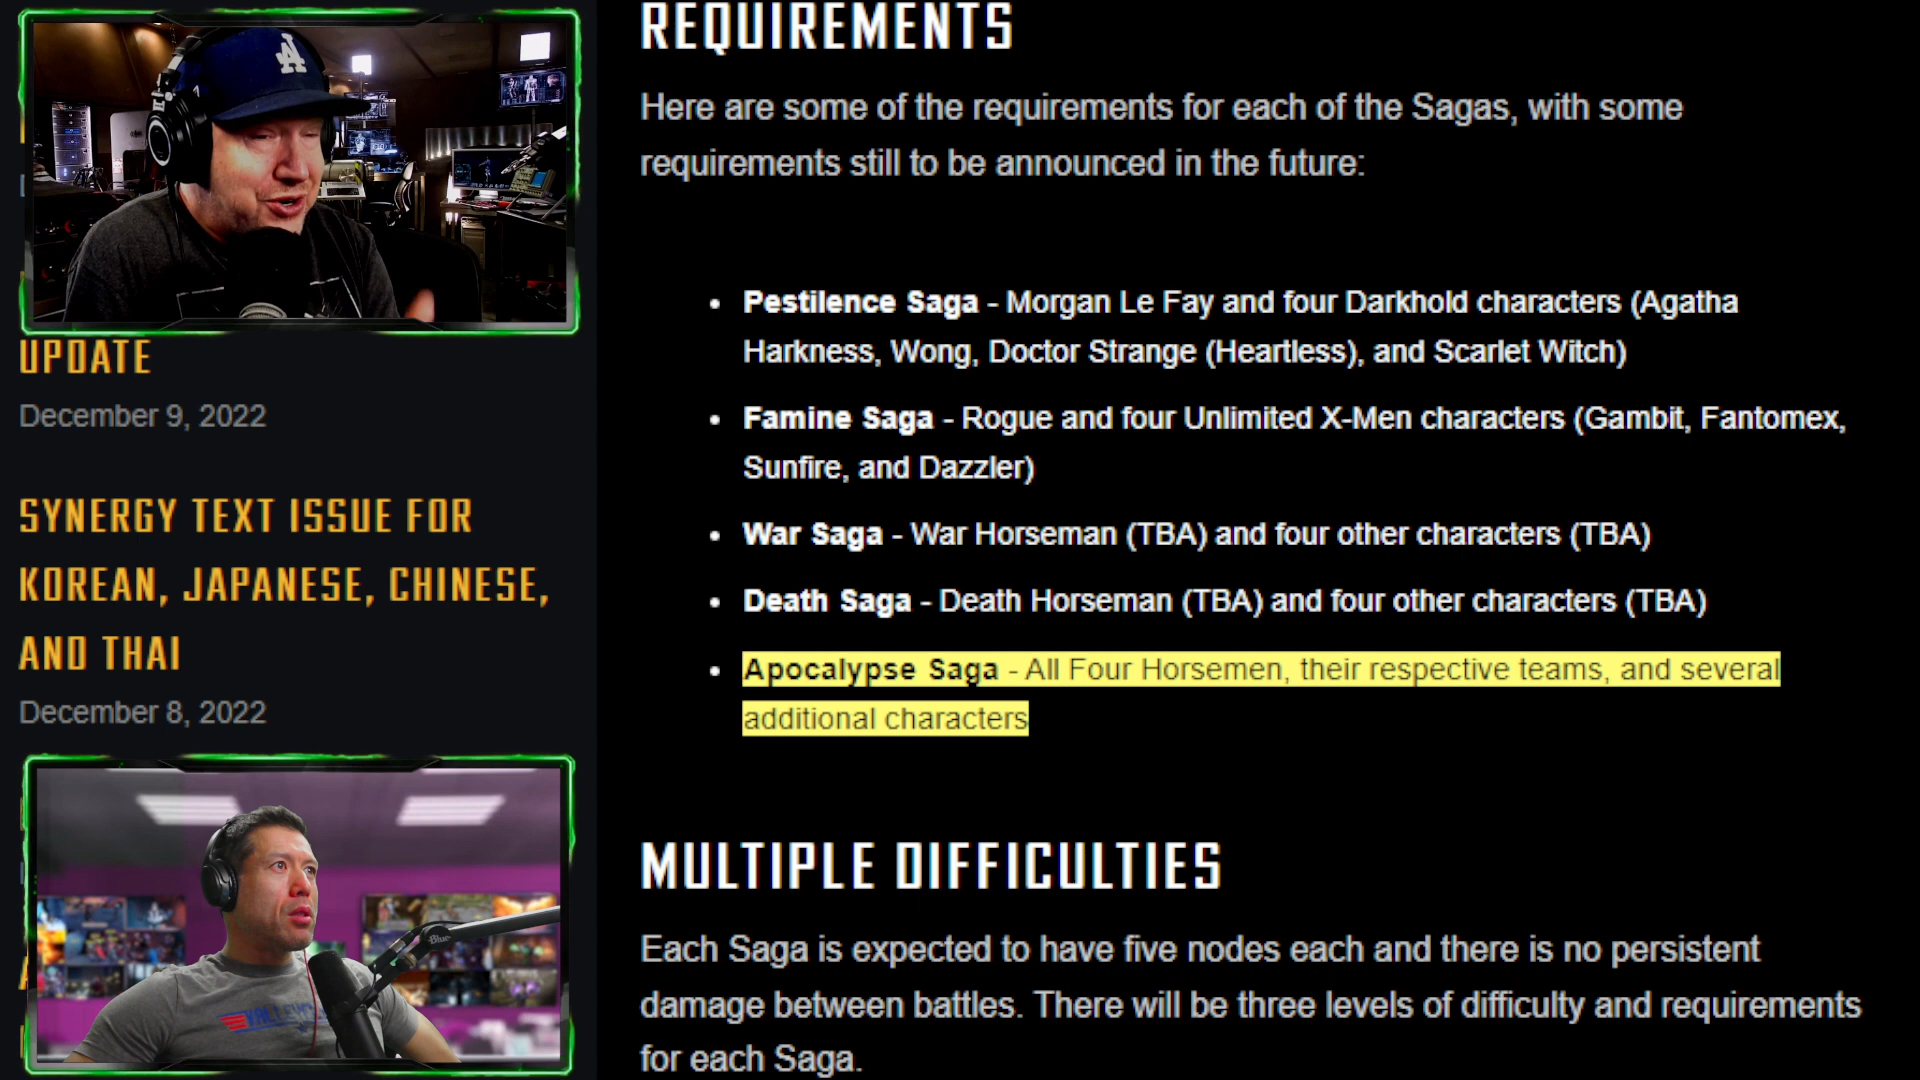 UPDATE
December 9, 2022
SYNERGY TEXT ISSUE FOR
KOREAN, JAPANESE, CHINESE,
AND THAI
December 8, 2022
REQUIREMENTS
Here are some of the requirements for each of the Sagas, with some
requirements still to be announced in the future:
• Pestilence Saga - Morgan Le Fay and four Darkhold characters (Agatha
Harkness, Wong, Doctor Strange (Heartless), and Scarlet Witch)
• Famine Saga - Rogue and four Unlimited X-Men characters (Gambit, Fantomex,
Sunfire, and Dazzler)
• War Saga - War Horseman (TBA) and four other characters (TBA)
• Death Saga - Death Horseman (TBA) and four other characters (TBA)
• Apocalypse Saga - All Four Horsemen, their respective teams, and several
additional characters
MULTIPLE DIFFICULTIES
Each Saga is expected to have five nodes each and there is no persistent
damage between battles. There will be three levels of difficulty and requirements
for each Saga.
LA
Blue